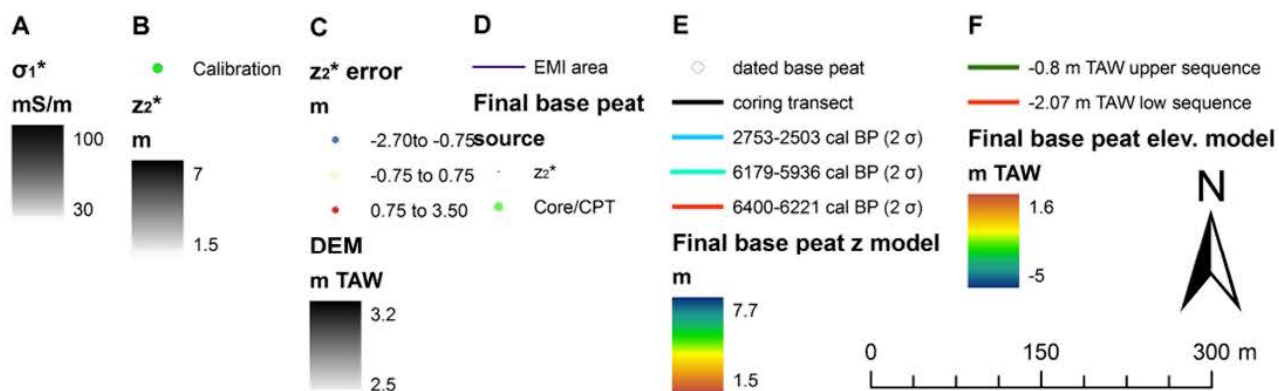 A
σ₁*
mS/m
100
30
B
Calibration
z₂*
m
7
1.5
C
z₂* error
m
-2.70to -0.75
-0.75 to 0.75
0.75 to 3.50
DEM
m TAW
3.2
2.5
D
EMI area
Final base peat
source
z₂*
Core/CPT
E
dated base peat
coring transect
2753-2503 cal BP (2 σ)
6179-5936 cal BP (2 σ)
6400-6221 cal BP (2 σ)
Final base peat z model
m
7.7
1.5
F
-0.8 m TAW upper sequence
-2.07 m TAW low sequence
Final base peat elev. model
m TAW
1.6
-5
N
0 150 300 m